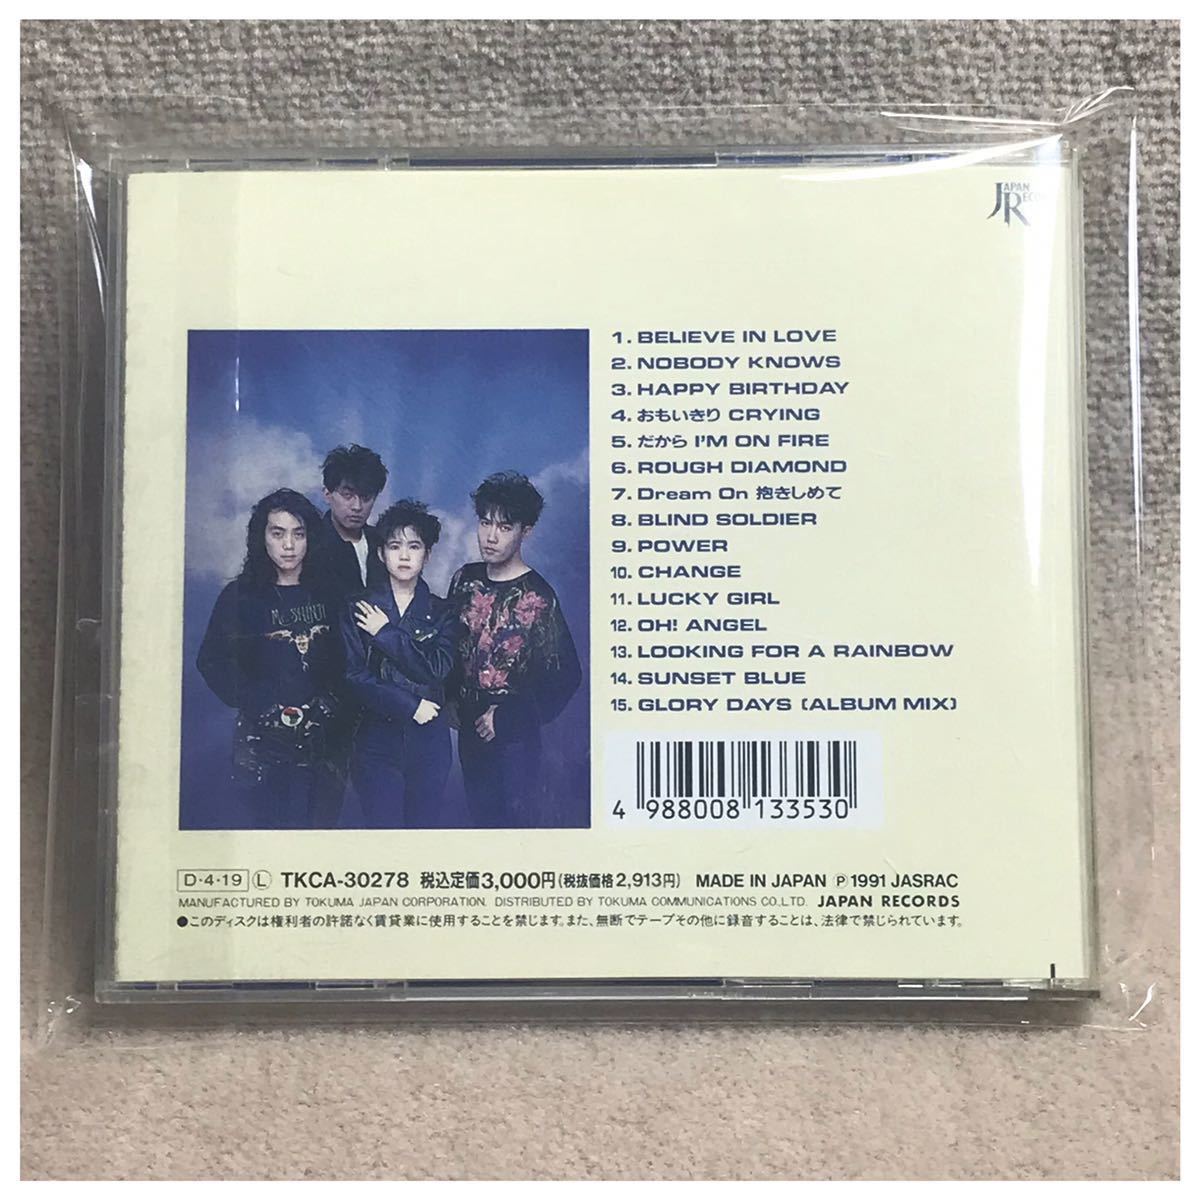 JAPAN
RECO
1. BELIEVE IN LOVE
2. NOBODY KNOWS
3. HAPPY BIRTHDAY
4. おもいきり CRYING
5. だから I'M ON FIRE
6. ROUGH DIAMOND
7. Dream On 抱きしめて
8. BLIND SOLDIER
9. POWER
10. CHANGE
11. LUCKY GIRL
12. OH! ANGEL
13. LOOKING FOR A RAINBOW
14. SUNSET BLUE
15. GLORY DAYS [ALBUM MIX]
4 988008 133530
D・4・19 Ⓛ TKCA-30278 税込定価3,000円(税抜価格2,913円) MADE IN JAPAN Ⓟ1991 JASRAC
MANUFACTURED BY TOKUMA JAPAN CORPORATION. DISTRIBUTED BY TOKUMA COMMUNICATIONS CO.,LTD. JAPAN RECORDS
●このディスクは権利者の許諾なく賃貸業に使用することを禁じます。また、無断でテープその他に録音することは、法律で禁じられています。